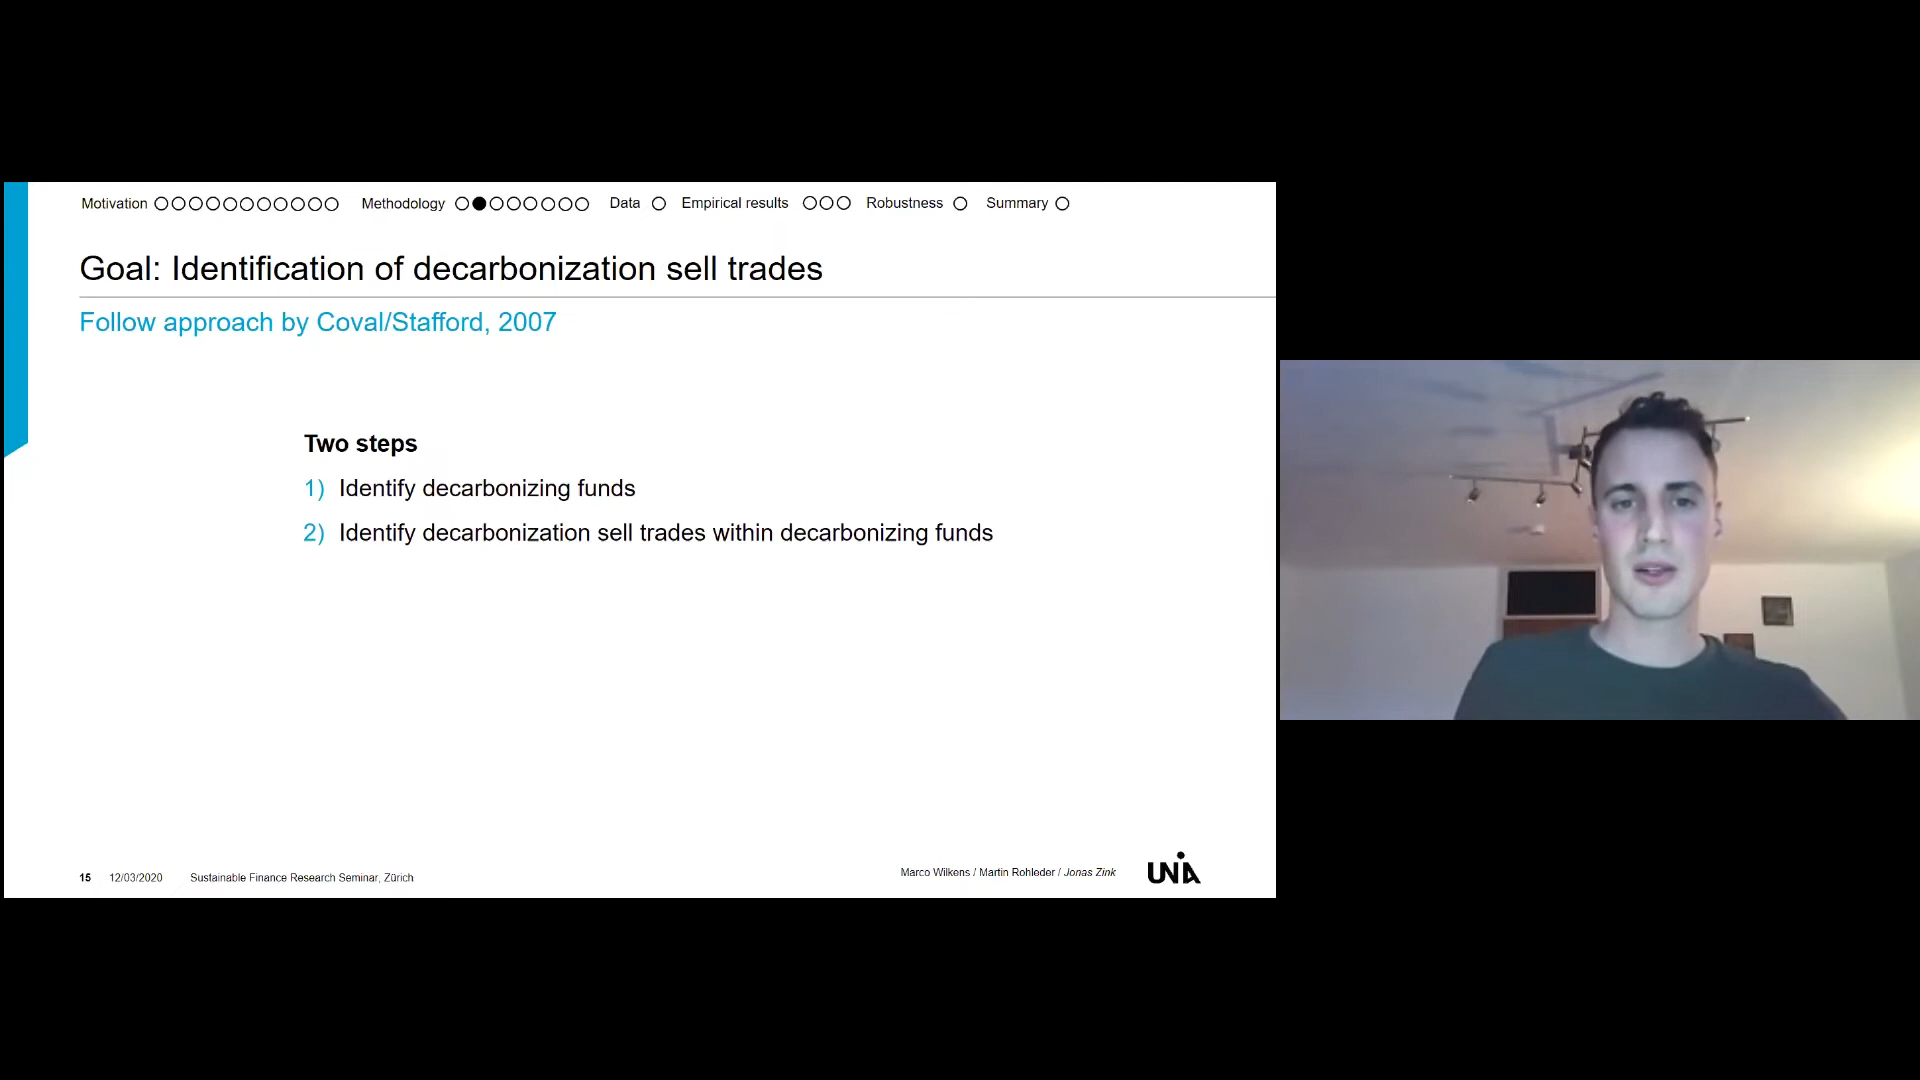 Motivation Methodology Data Empirical results Robustness Summary
Goal: Identification of decarbonization sell trades
Follow approach by Coval/Stafford, 2007
Two steps
1) Identify decarbonizing funds
2) Identify decarbonization sell trades within decarbonizing funds
15 12/03/2020 Sustainable Finance Research Seminar, Zürich
Marco Wilkens / Martin Rohleder / Jonas Zink
UNIA